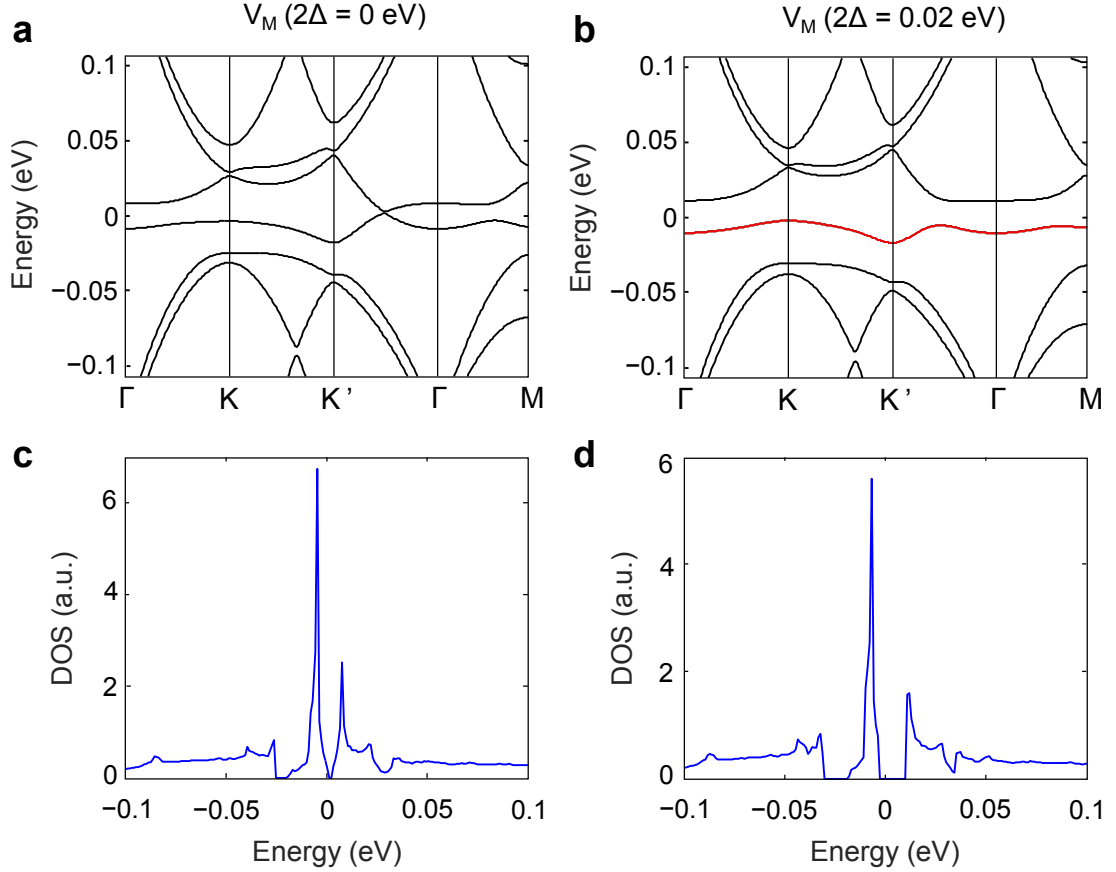 V_M (2Δ = 0 eV)
V_M (2Δ = 0.02 eV)
a
Energy (eV)
0.1
0.05
0
−0.05
−0.1
Γ K K' Γ M
b
Energy (eV)
0.1
0.05
0
−0.05
−0.1
Γ K K' Γ M
c
DOS (a.u.)
6
4
2
0
−0.1 −0.05 0 0.05 0.1
Energy (eV)
d
DOS (a.u.)
6
4
2
0
−0.1 −0.05 0 0.05 0.1
Energy (eV)